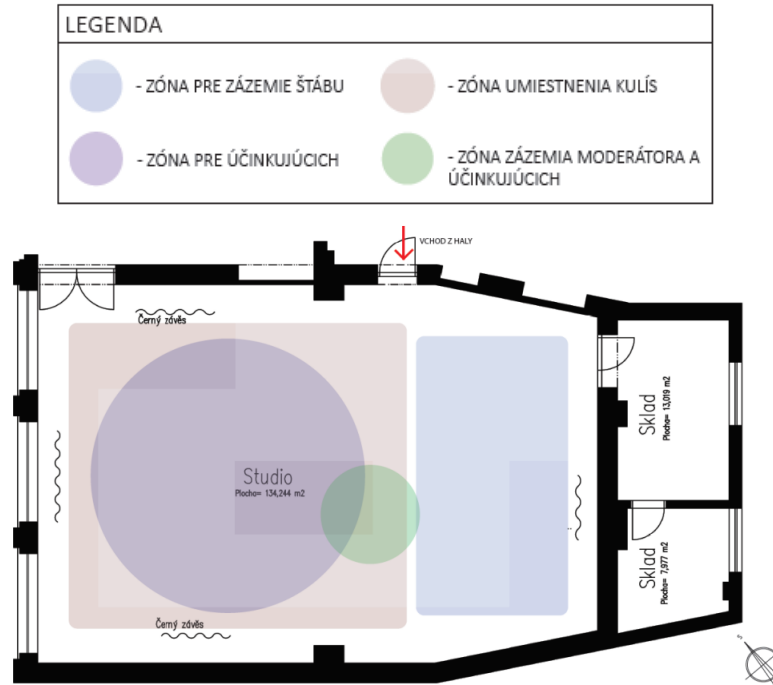 LEGENDA
- ZÓNA PRE ZÁZEMIE ŠTÁBU
- ZÓNA UMIESTNENIA KULÍS
- ZÓNA PRE ÚČINKUJÚCICH
- ZÓNA ZÁZEMIA MODERÁTORA A
ÚČINKUJÚCICH
VCHOD Z HALY
Černý závěs
Sklad
Plocha= 13,019 m2
Studio
Plocha= 134,244 m2
Sklad
Plocha= 7,977 m2
Černý závěs